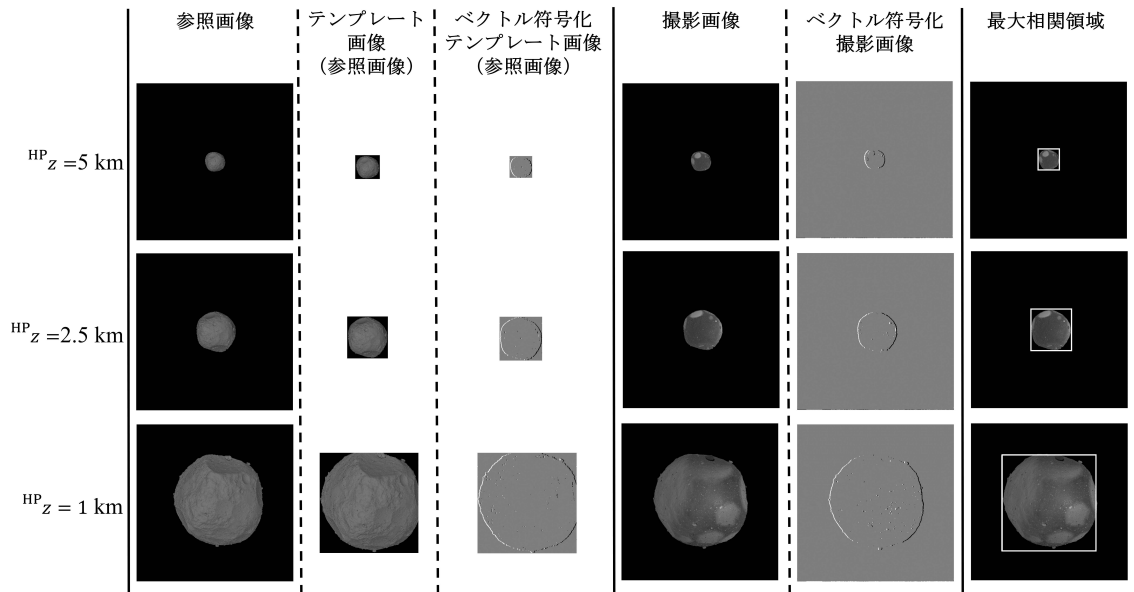 参照画像
テンプレート
画像
（参照画像）
ベクトル符号化
テンプレート画像
（参照画像）
撮影画像
ベクトル符号化
撮影画像
最大相関領域
HPz =5 km
HPz =2.5 km
HPz = 1 km